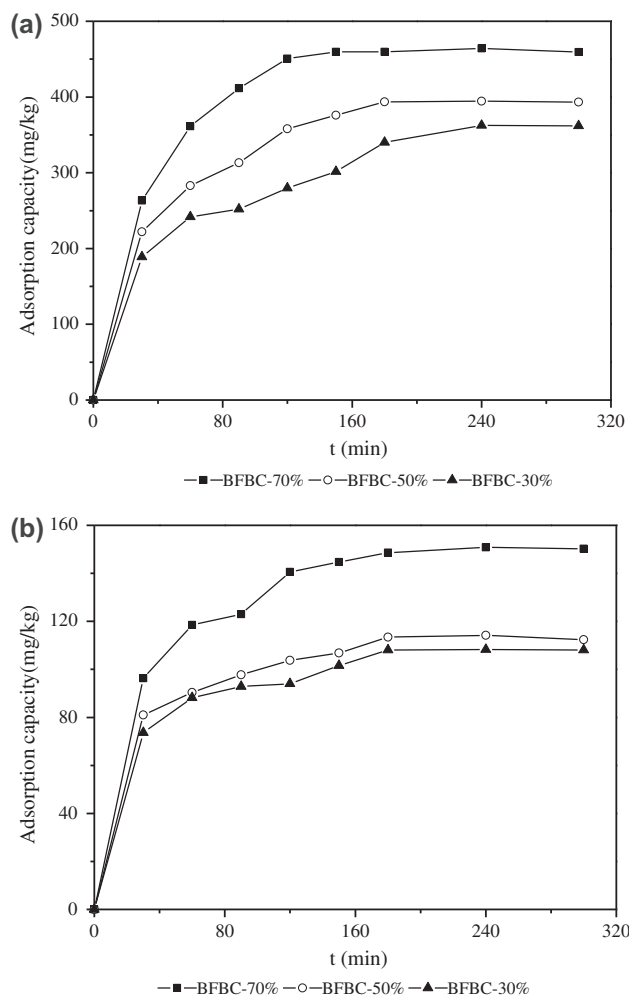 (a)
500
400
300
200
100
0
Adsorption capacity(mg/kg)
0 80 160 240 320
t (min)
BFBC-70% BFBC-50% BFBC-30%
(b)
160
120
80
40
0
Adsorption capacity(mg/kg)
0 80 160 240 320
t (min)
BFBC-70% BFBC-50% BFBC-30%